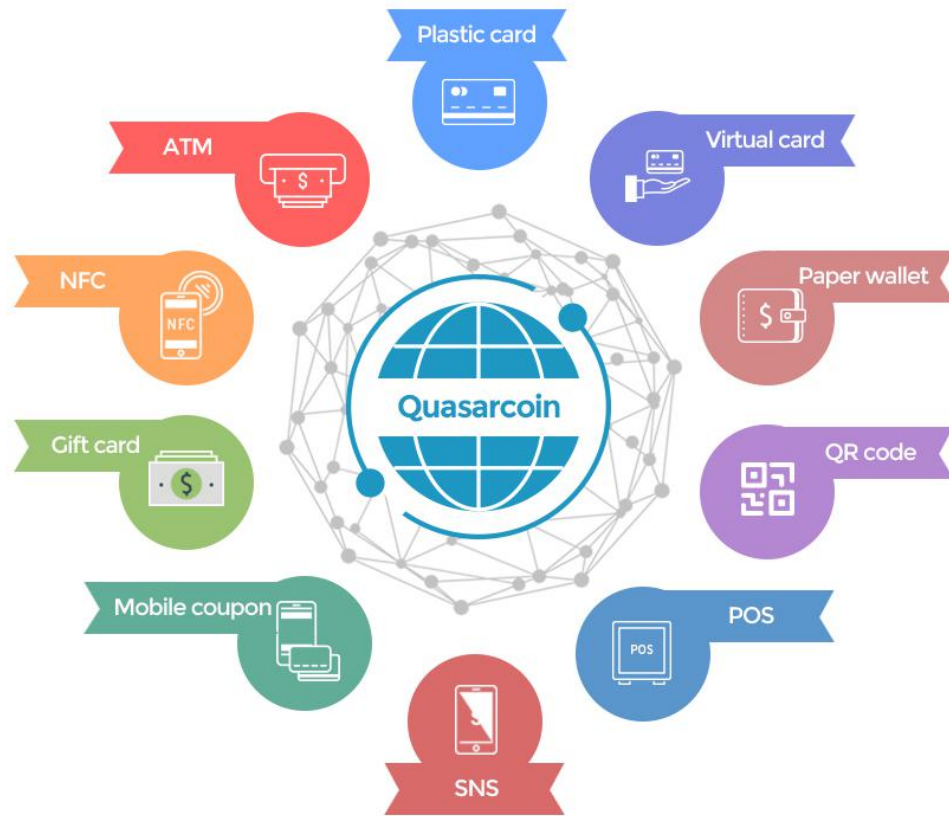 Plastic card
ATM
$
Virtual card
NFC
NFC
Paper wallet
$
Quasarcoin
Gift card
$
QR code
Mobile coupon
POS
POS
$
SNS